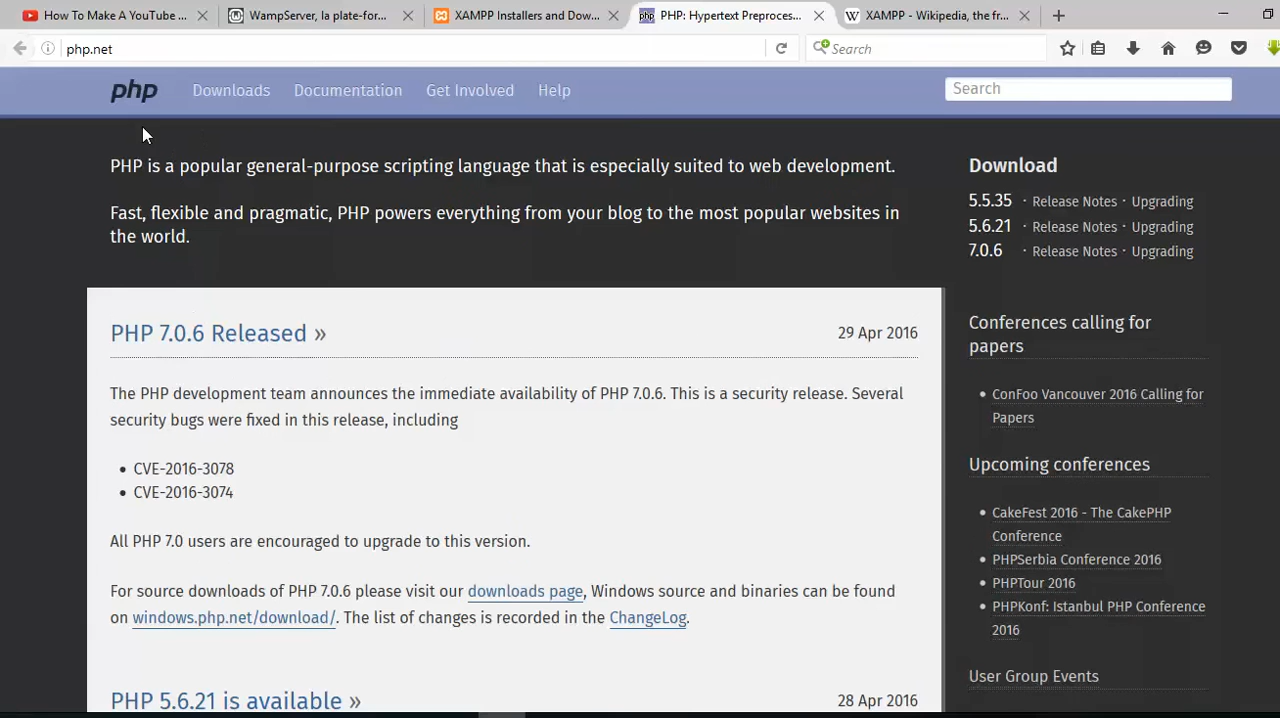 How To Make A YouTube ...
WampServer, la plate-for...
XAMPP Installers and Dow...
PHP: Hypertext Preproces...
XAMPP - Wikipedia, the fr...
php.net
Search
php
Downloads
Documentation
Get Involved
Help
Search
PHP is a popular general-purpose scripting language that is especially suited to web development.
Fast, flexible and pragmatic, PHP powers everything from your blog to the most popular websites in
the world.
PHP 7.0.6 Released »
29 Apr 2016
The PHP development team announces the immediate availability of PHP 7.0.6. This is a security release. Several
security bugs were fixed in this release, including
• CVE-2016-3078
• CVE-2016-3074
All PHP 7.0 users are encouraged to upgrade to this version.
For source downloads of PHP 7.0.6 please visit our downloads page, Windows source and binaries can be found
on windows.php.net/download/. The list of changes is recorded in the ChangeLog.
PHP 5.6.21 is available »
28 Apr 2016
Download
5.5.35 · Release Notes · Upgrading
5.6.21 · Release Notes · Upgrading
7.0.6 · Release Notes · Upgrading
Conferences calling for
papers
• ConFoo Vancouver 2016 Calling for
Papers
Upcoming conferences
• CakeFest 2016 - The CakePHP
Conference
• PHPSerbia Conference 2016
• PHPTour 2016
• PHPKonf: Istanbul PHP Conference
2016
User Group Events